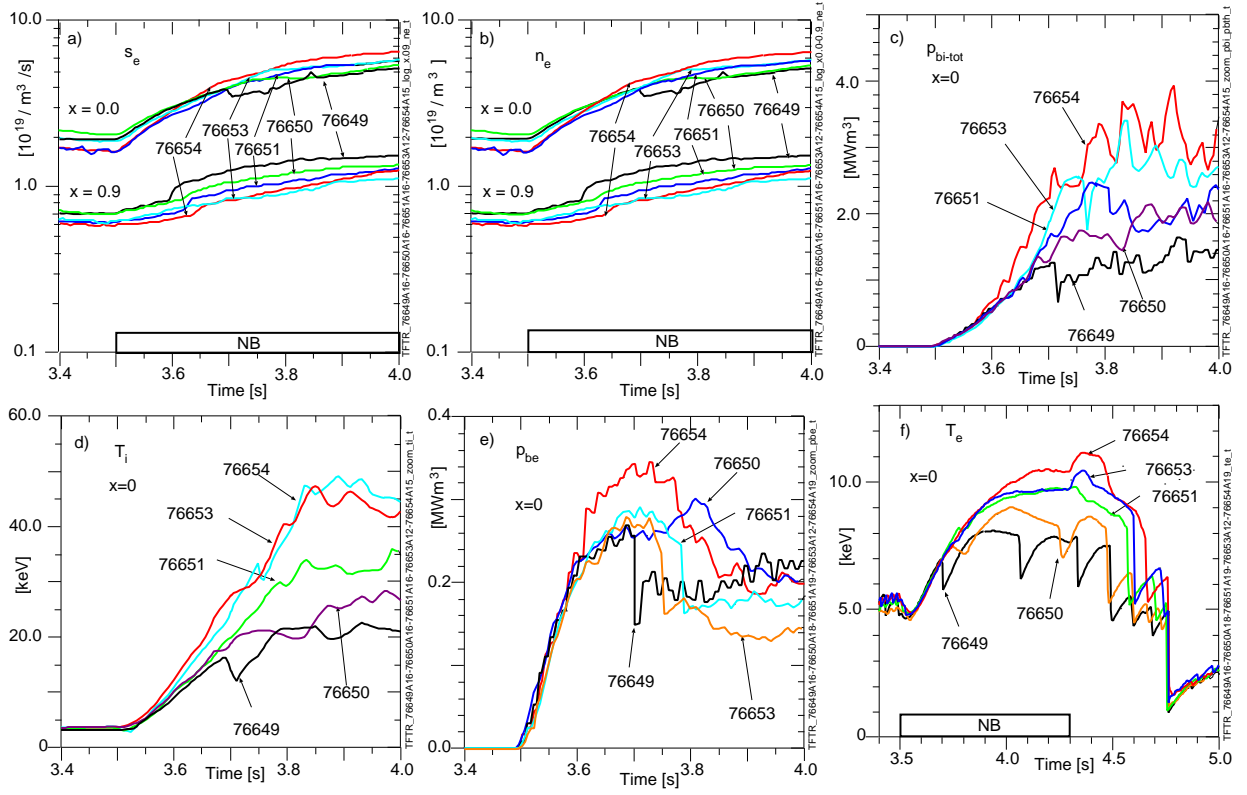 a)
s e
[10 19 / m 3 /s]
10.0
1.0
0.1
x = 0.0
x = 0.9
76654
76653
76651
76650
76649
NB
3.4
3.6
3.8
4.0
Time [s]
TFTR_76649A16-76650A16-76651A16-76653A12-76654A15_log_x.09_ne_t
b)
n e
[10 19 / m 3 ]
10.0
1.0
0.1
x = 0.0
x = 0.9
76654
76653
76651
76650
76649
NB
3.4
3.6
3.8
4.0
Time [s]
TFTR_76649A16-76650A16-76651A16-76653A12-76654A15_log_x0.0-0.9_ne_t
c)
p bi-tot
x=0
[MWm 3 ]
4.0
2.0
0
76654
76653
76651
76650
76649
3.4
3.6
3.8
4.0
Time [s]
TFTR_76649A16-76650A16-76651A16-76653A12-76654A15_zoom_pbi_pbth_t
d)
T i
x=0
[keV]
60.0
40.0
20.0
0
76654
76653
76651
76650
76649
3.4
3.6
3.8
4.0
Time [s]
TFTR_76649A16-76650A16-76651A16-76653A12-76654A15_zoom_ti_t
e)
p be
x=0
[MWm 3 ]
0.4
0.2
0.0
76654
76650
76651
76649
76653
3.4
3.6
3.8
4.0
Time [s]
TFTR_76649A16-76650A18-76651A19-76653A12-76654A19_zoom_pbe_t
f)
T e
x=0
[keV]
10.0
5.0
0
76654
76653
76651
76650
76649
NB
3.5
4.0
4.5
5.0
Time [s]
TFTR_76649A16-76650A18-76651A19-76653A12-76654A19_te_t